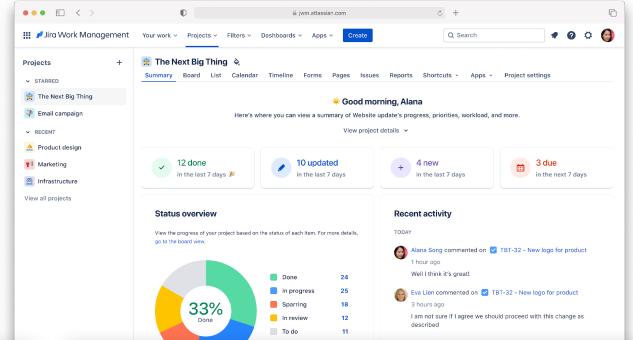 jwm.atlassian.com
Jira Work Management
Your work
Projects
Filters
Dashboards
Apps
Create
Search
Projects
STARRED
The Next Big Thing
Email campaign
RECENT
Product design
Marketing
Infrastructure
View all projects
The Next Big Thing
Summary
Board
List
Calendar
Timeline
Forms
Pages
Issues
Reports
Shortcuts
Apps
Project settings
Good morning, Alana
Here's where you can view a summary of Website update's progress, priorities, workload, and more.
View project details
12 done
in the last 7 days
10 updated
in the last 7 days
4 new
in the last 7 days
3 due
in the next 7 days
Status overview
View the progress of your project based on the status of each item. For more details,
go to the board view.
33%
Done
Done 24
In progress 25
Sparring 18
In review 12
To do 11
Recent activity
TODAY
Alana Song commented on TBT-32 - New logo for product
1 hour ago
Well I think it's great!
Eva Lien commented on TBT-32 - New logo for product
3 hours ago
I am not sure if I agree we should proceed with this change as
described